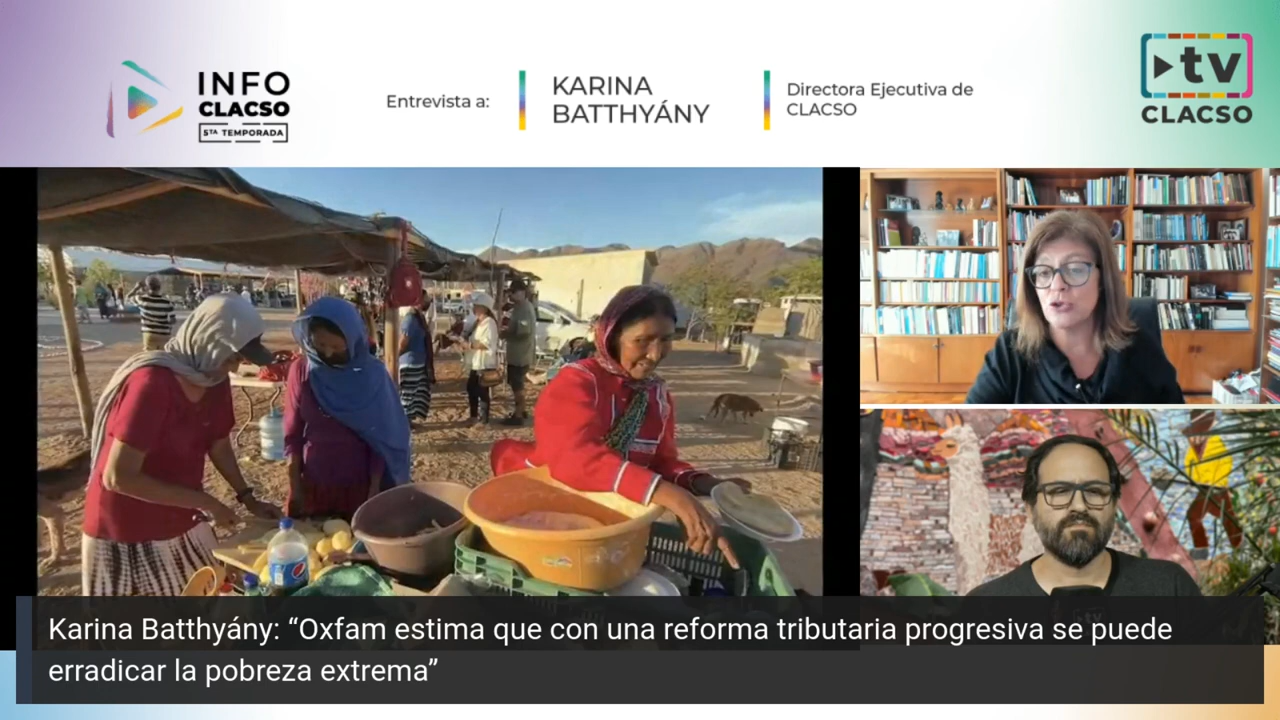 INFO
CLACSO
5TA TEMPORADA
Entrevista a:
KARINA
BATTHYÁNY
Directora Ejecutiva de
CLACSO
tv
CLACSO
pepsi
Karina Batthyány: “Oxfam estima que con una reforma tributaria progresiva se puede
erradicar la pobreza extrema”